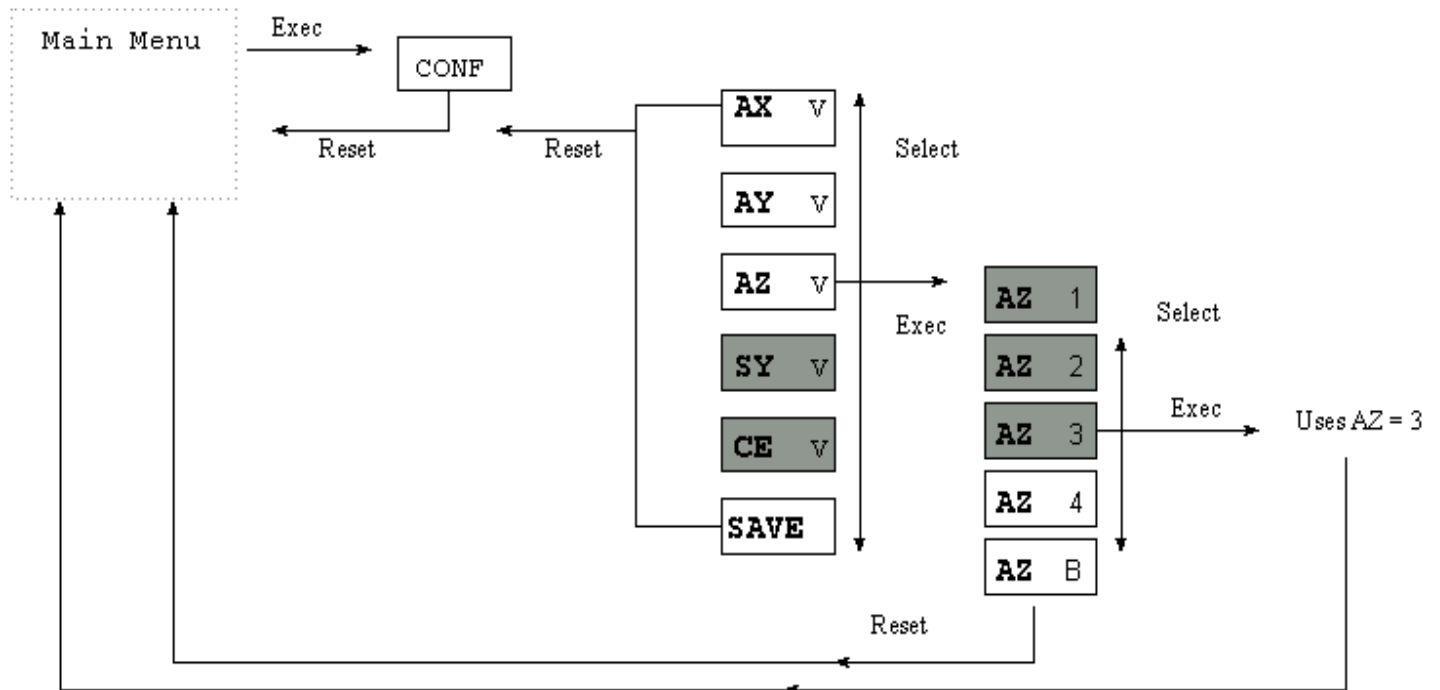 Main Menu
Exec
CONF
Reset
Reset
AX v
Select
AY v
AZ v
Exec
SY v
CE v
SAVE
AZ 1
Select
AZ 2
AZ 3
Exec
Uses AZ = 3
AZ 4
AZ B
Reset